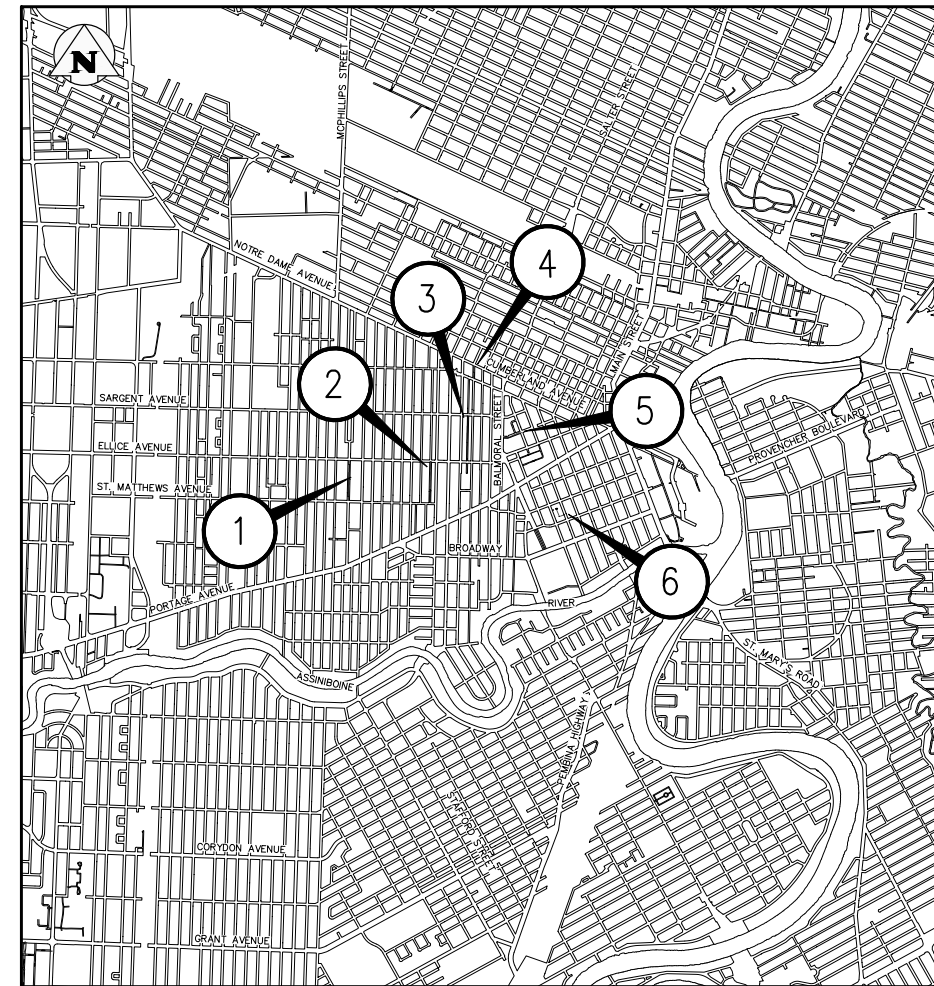 N
MCPHILLIPS STREET
SALTER STREET
NOTRE DAME AVENUE
4
3
CUMBERLAND AVENUE
MAIN STREET
2
SARGENT AVENUE
5
BALMORAL STREET
PROVENCHER BOULEVARD
ELLICE AVENUE
ST. MATTHEWS AVENUE
1
BROADWAY
6
PORTAGE AVENUE
RIVER
ST. MARY'S ROAD
ASSINIBOINE
PEMBINA HIGHWAY
STAFFORD STREET
CORYDON AVENUE
GRANT AVENUE